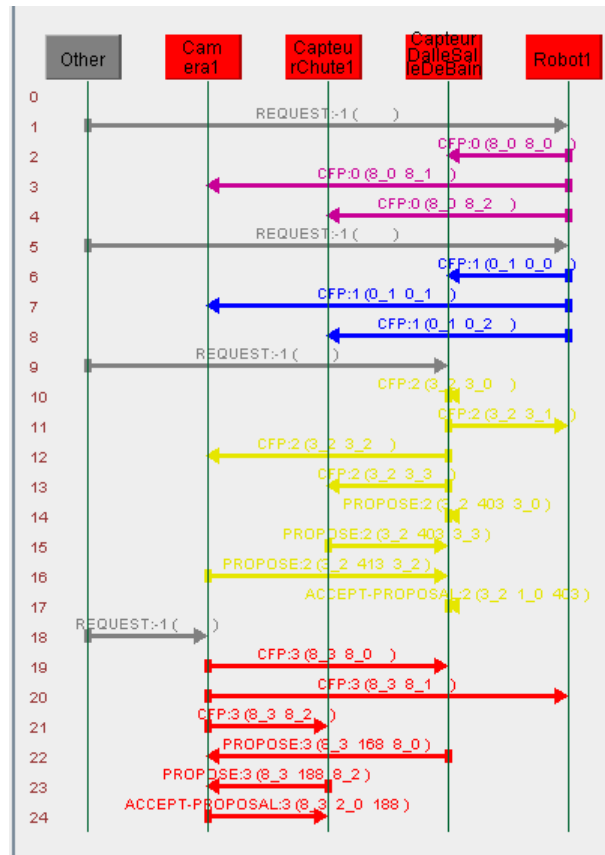 Other
Cam
era1
Capteu
rChute1
Capteur
DalleSal
leDeBain
Robot1
0
REQUEST:-1 ( )
1
CFP:0 (8_0 8_0 )
2
CFP:0 (8_0 8_1 )
3
CFP:0 (8_0 8_2 )
4
REQUEST:-1 ( )
5
CFP:1 (0_1 0_0 )
6
CFP:1 (0_1 0_1 )
7
CFP:1 (0_1 0_2 )
8
REQUEST:-1 ( )
9
CFP:2 (3_2 3_0 )
10
CFP:2 (3_2 3_1 )
11
CFP:2 (3_2 3_2 )
12
CFP:2 (3_2 3_3 )
13
PROPOSE:2 (3_2 403 3_0 )
14
PROPOSE:2 (3_2 403 3_3 )
15
PROPOSE:2 (3_2 413 3_2 )
16
ACCEPT-PROPOSAL:2 (3_2 1_0 403 )
17
REQUEST:-1 ( )
18
CFP:3 (8_3 8_0 )
19
CFP:3 (8_3 8_1 )
20
CFP:3 (8_3 8_2 )
21
PROPOSE:3 (8_3 168 8_0 )
22
PROPOSE:3 (8_3 188 8_2 )
23
ACCEPT-PROPOSAL:3 (8_3 2_0 188 )
24